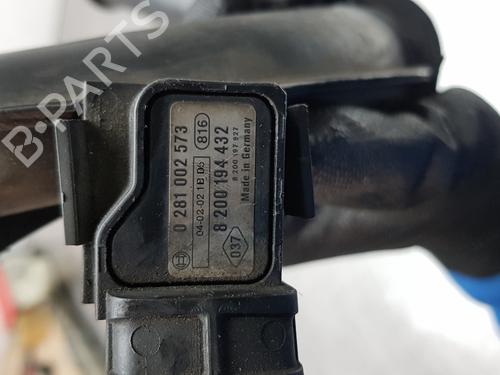 B-PARTS
0 281 002 573
816
04-02-02 1B D6
8 200 194 432
8 200 197 927
037
Made in Germany